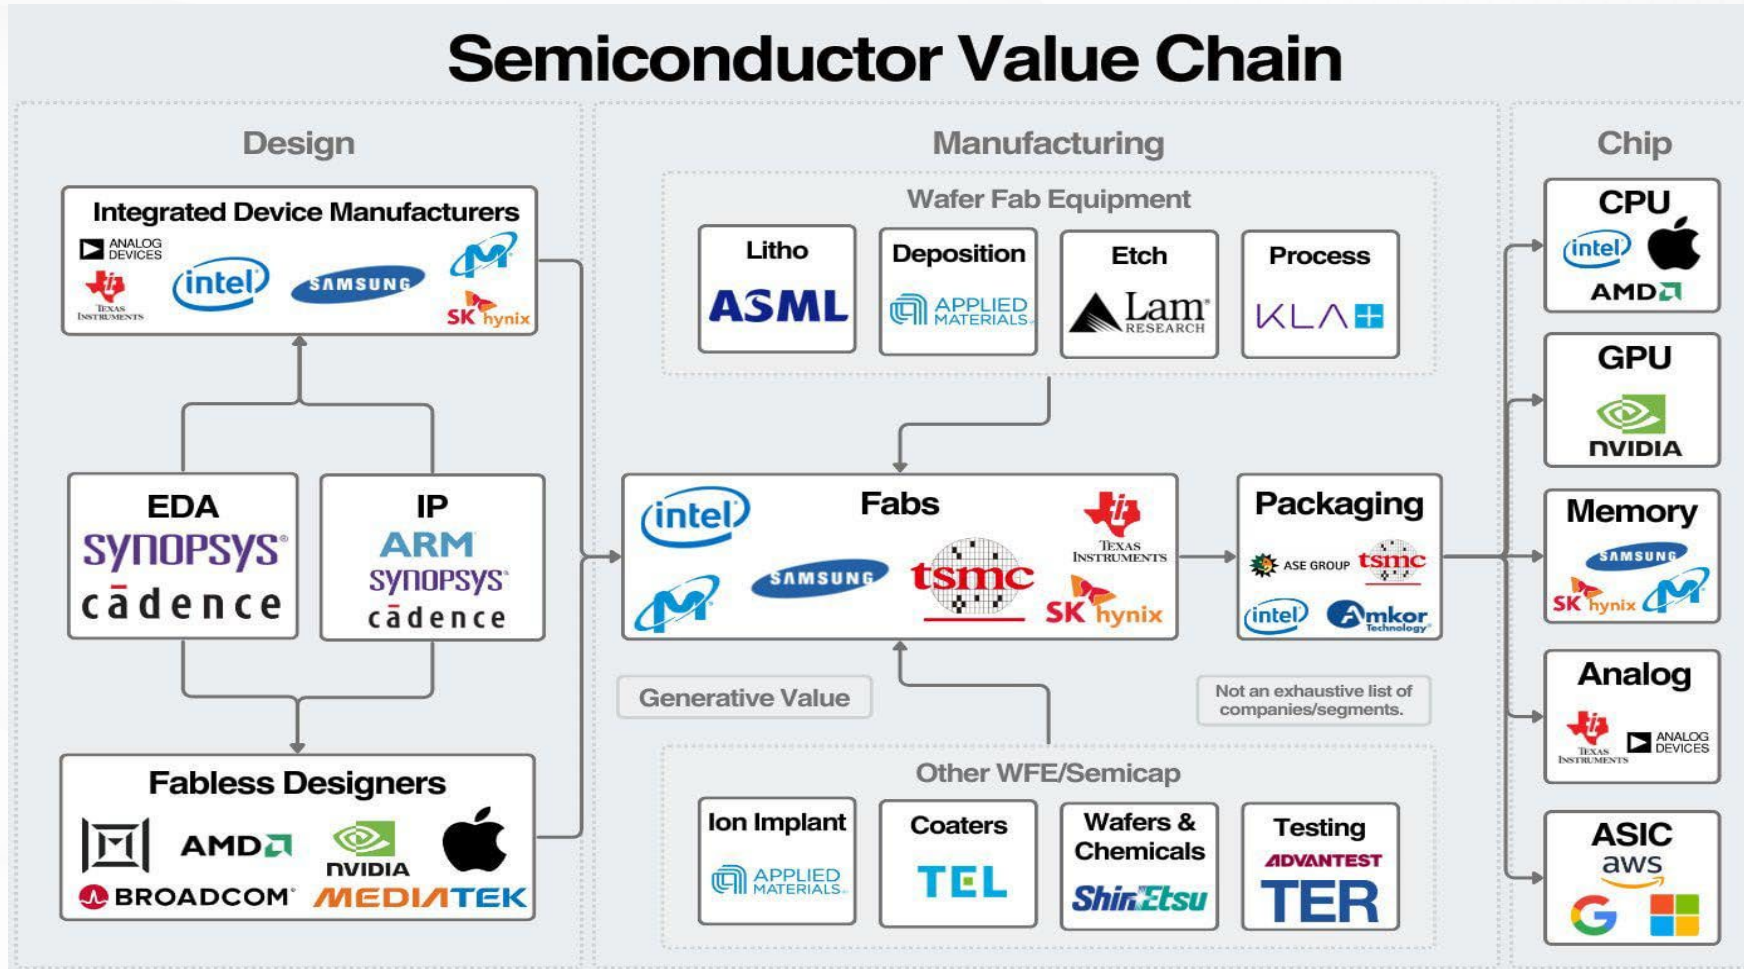 Semiconductor Value Chain
Design
Integrated Device Manufacturers
ANALOG
DEVICES
TEXAS
INSTRUMENTS
intel
SAMSUNG
SK hynix
EDA
SYNOPSYS®
cādence
IP
ARM
SYNOPSYS®
cādence
Fabless Designers
AMD
NVIDIA
BROADCOM®
MEDIATEK
Manufacturing
Wafer Fab Equipment
Litho
ASML
Deposition
APPLIED
MATERIALS
Etch
Lam®
RESEARCH
Process
KLA
Fabs
intel
SAMSUNG
tsmc
TEXAS
INSTRUMENTS
SK hynix
Packaging
ASE GROUP
tsmc
intel
Amkor
Technology®
Generative Value
Not an exhaustive list of
companies/segments.
Other WFE/Semicap
Ion Implant
APPLIED
MATERIALS
Coaters
TEL
Wafers &
Chemicals
ShinEtsu
Testing
ADVANTEST
TER
Chip
CPU
intel
AMD
GPU
NVIDIA
Memory
SAMSUNG
SK hynix
Analog
TEXAS
INSTRUMENTS
ANALOG
DEVICES
ASIC
aws